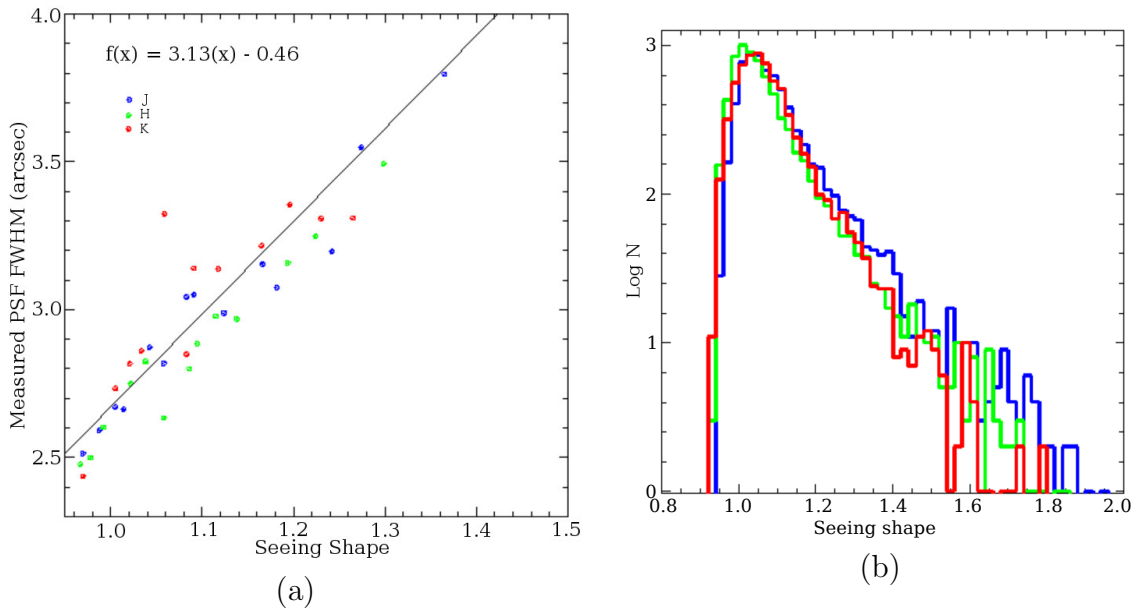 f(x) = 3.13(x) - 0.46
J
H
K
Measured PSF FWHM (arcsec)
4.0
3.5
3.0
2.5
1.0 1.1 1.2 1.3 1.4 1.5
Seeing Shape
(a)
Log N
3
2
1
0
0.8 1.0 1.2 1.4 1.6 1.8 2.0
Seeing shape
(b)